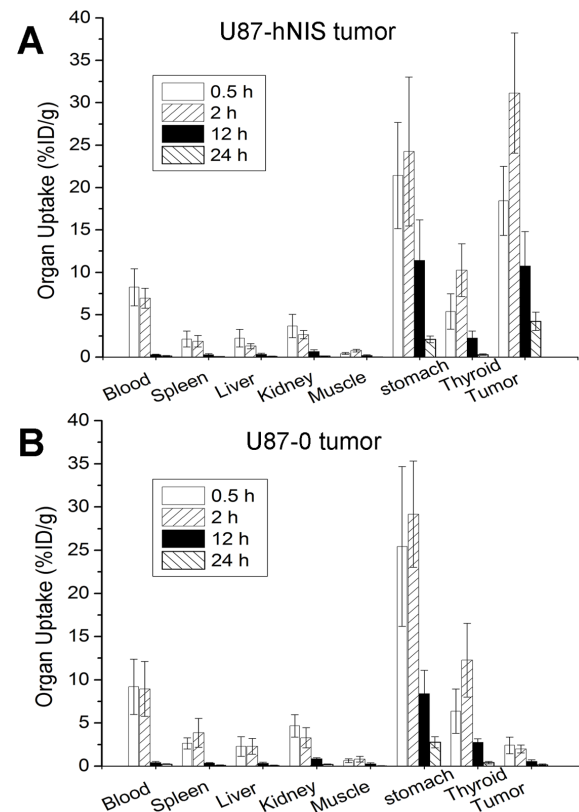 A
U87-hNIS tumor
Organ Uptake (%ID/g)
40
35
30
25
20
15
10
5
0
0.5 h
2 h
12 h
24 h
Blood
Spleen
Liver
Kidney
Muscle
stomach
Thyroid
Tumor
B
U87-0 tumor
Organ Uptake (%ID/g)
40
35
30
25
20
15
10
5
0
0.5 h
2 h
12 h
24 h
Blood
Spleen
Liver
Kidney
Muscle
stomach
Thyroid
Tumor